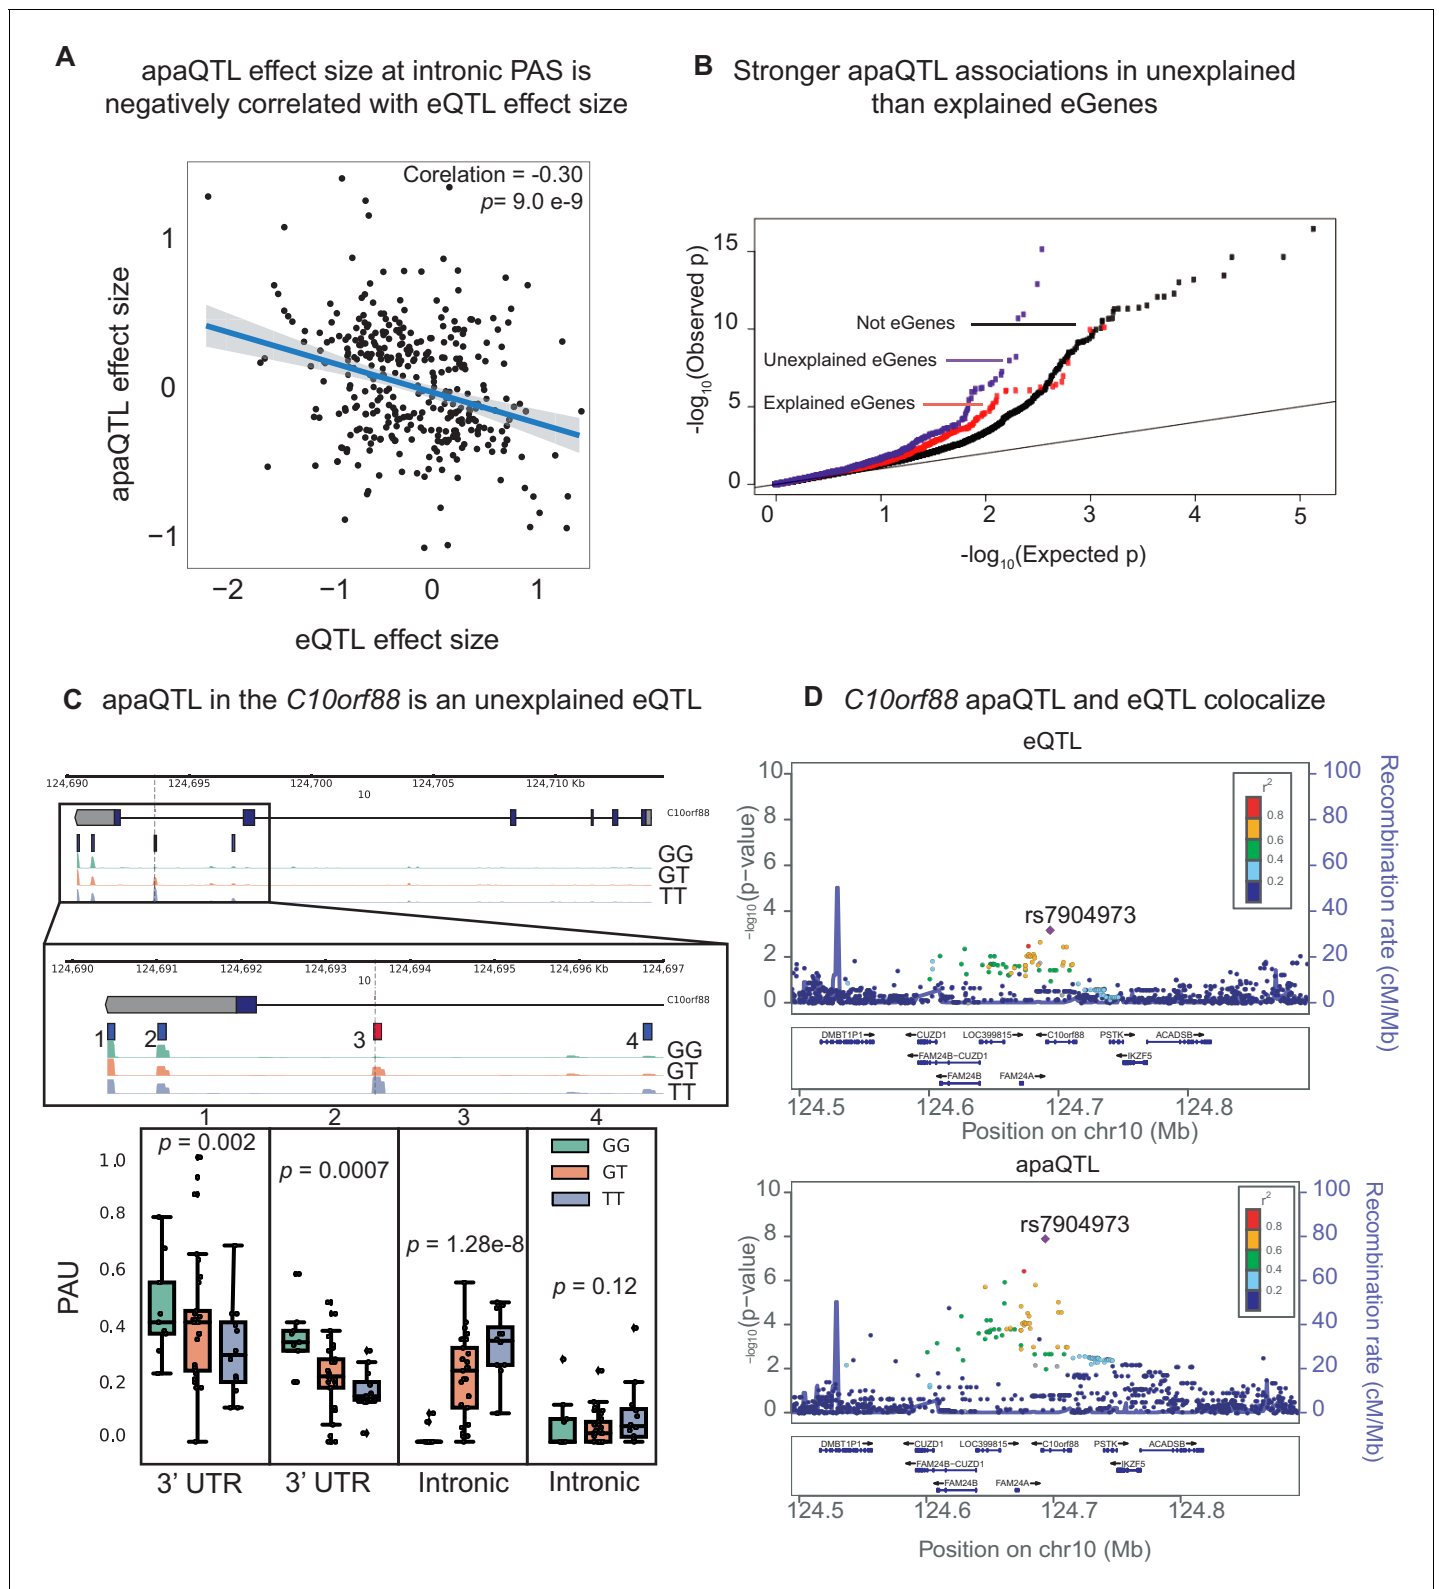 A
apaQTL effect size at intronic PAS is
negatively correlated with eQTL effect size
Corelation = -0.30
p= 9.0 e-9
apaQTL effect size
1
0
−1
−2
−1
0
1
eQTL effect size
B
Stronger apaQTL associations in unexplained
than explained eGenes
-log10(Observed p)
15
10
5
0
Not eGenes
Unexplained eGenes
Explained eGenes
0
1
2
3
4
5
-log10(Expected p)
C
apaQTL in the C10orf88 is an unexplained eQTL
124,690
124,695
124,700
124,705
124,710 Kb
10
C10orf88
GG
GT
TT
124,690
124,691
124,692
124,693
124,694
124,695
124,696 Kb
124,697
10
C10orf88
1
2
3
4
GG
GT
TT
1
2
3
4
PAU
1.0
0.8
0.6
0.4
0.2
0.0
p = 0.002
p = 0.0007
p = 1.28e-8
p = 0.12
GG
GT
TT
3' UTR
3' UTR
Intronic
Intronic
D
C10orf88 apaQTL and eQTL colocalize
eQTL
−log10(p−value)
10
8
6
4
2
0
rs7904973
r2
0.8
0.6
0.4
0.2
100
80
60
40
20
0
Recombination rate (cM/Mb)
DMBT1P1
CUZD1
LOC399815
C10orf88
PSTK
ACADSB
FAM24B−CUZD1
IKZF5
FAM24B
FAM24A
124.5
124.6
124.7
124.8
Position on chr10 (Mb)
apaQTL
−log10(p−value)
10
8
6
4
2
0
rs7904973
r2
0.8
0.6
0.4
0.2
100
80
60
40
20
0
Recombination rate (cM/Mb)
DMBT1P1
CUZD1
LOC399815
C10orf88
PSTK
ACADSB
FAM24B−CUZD1
IKZF5
FAM24B
FAM24A
124.5
124.6
124.7
124.8
Position on chr10 (Mb)